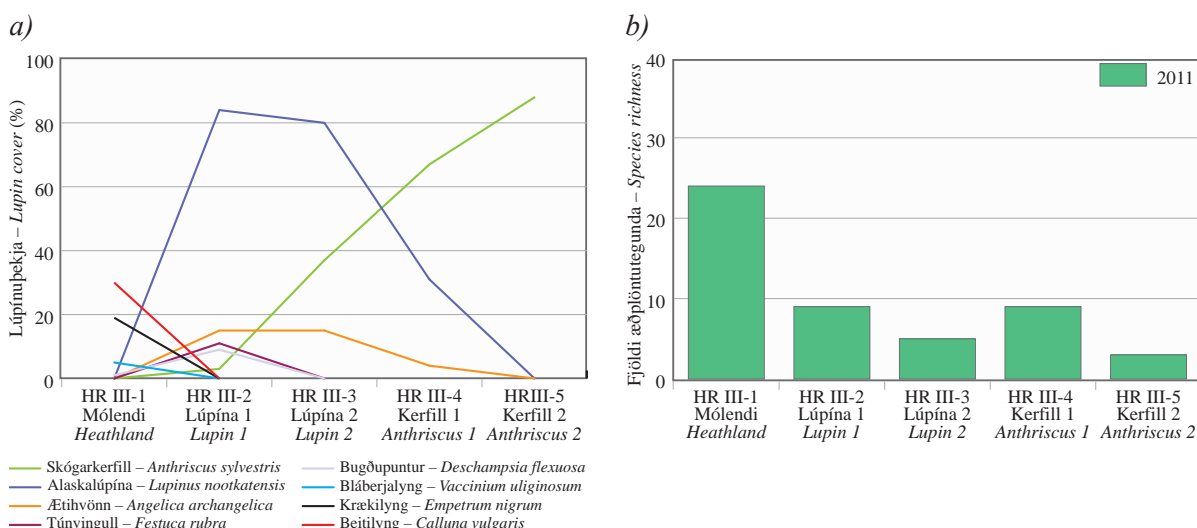 a)
Lúpínuþekja – Lupin cover (%)
100
80
60
40
20
0
HR III-1 HR III-2 HR III-3 HR III-4 HRIII-5
Mólendi Lúpína 1 Lúpína 2 Kerfill 1 Kerfill 2
Heathland Lupin 1 Lupin 2 Anthriscus 1 Anthriscus 2
Skógarkerfill – Anthriscus sylvestris
Alaskalúpína – Lupinus nootkatensis
Ætihvönn – Angelica archangelica
Túnvingull – Festuca rubra
Bugðupuntur – Deschampsia flexuosa
Bláberjalyng – Vaccinium uliginosum
Krækilyng – Empetrum nigrum
Beitilyng – Calluna vulgaris
b)
Fjöldi æðplöntutegunda – Species richness
40
30
20
10
0
2011
HR III-1 HR III-2 HR III-3 HR III-4 HR III-5
Mólendi Lúpína 1 Lúpína 2 Kerfill 1 Kerfill 2
Heathland Lupin 1 Lupin 2 Anthriscus 1 Anthriscus 2